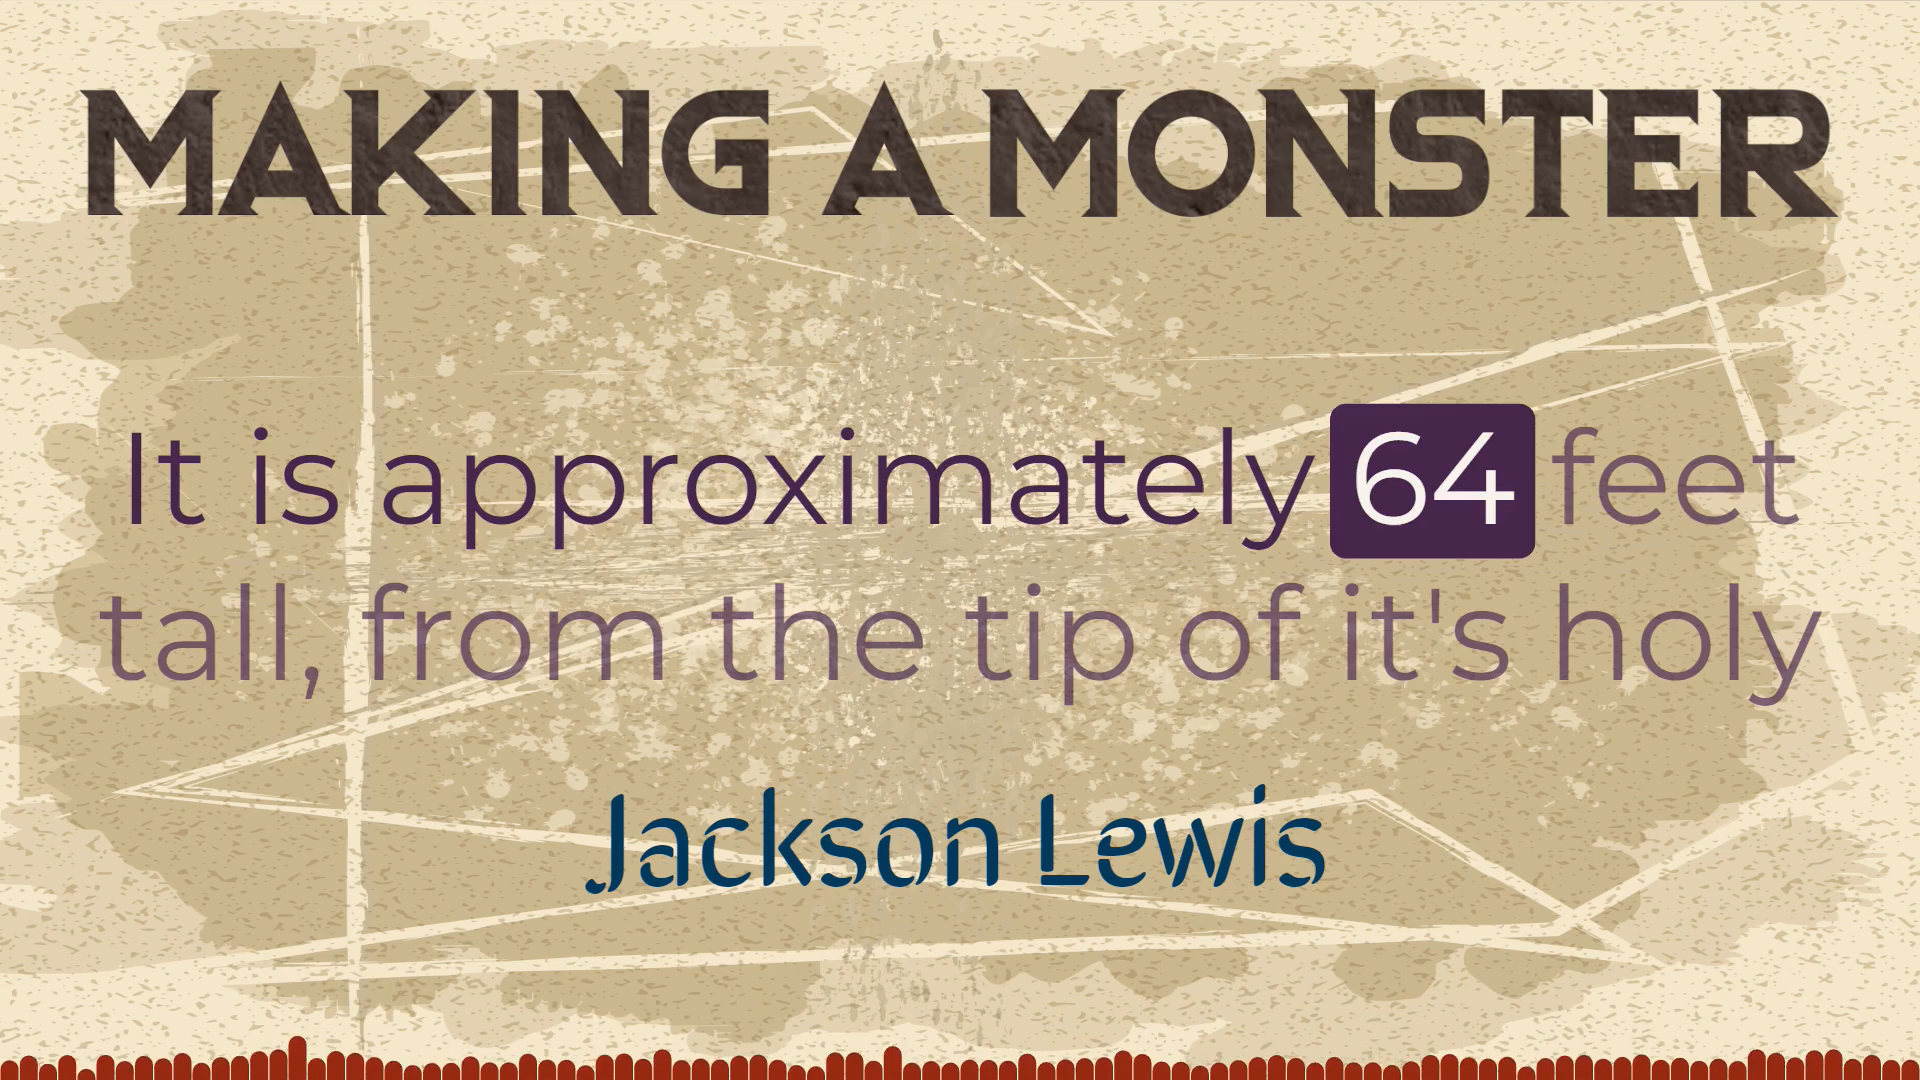 MAKING A MONSTER
It is approximately 64 feet
tall, from the tip of it's holy
Jackson Lewis